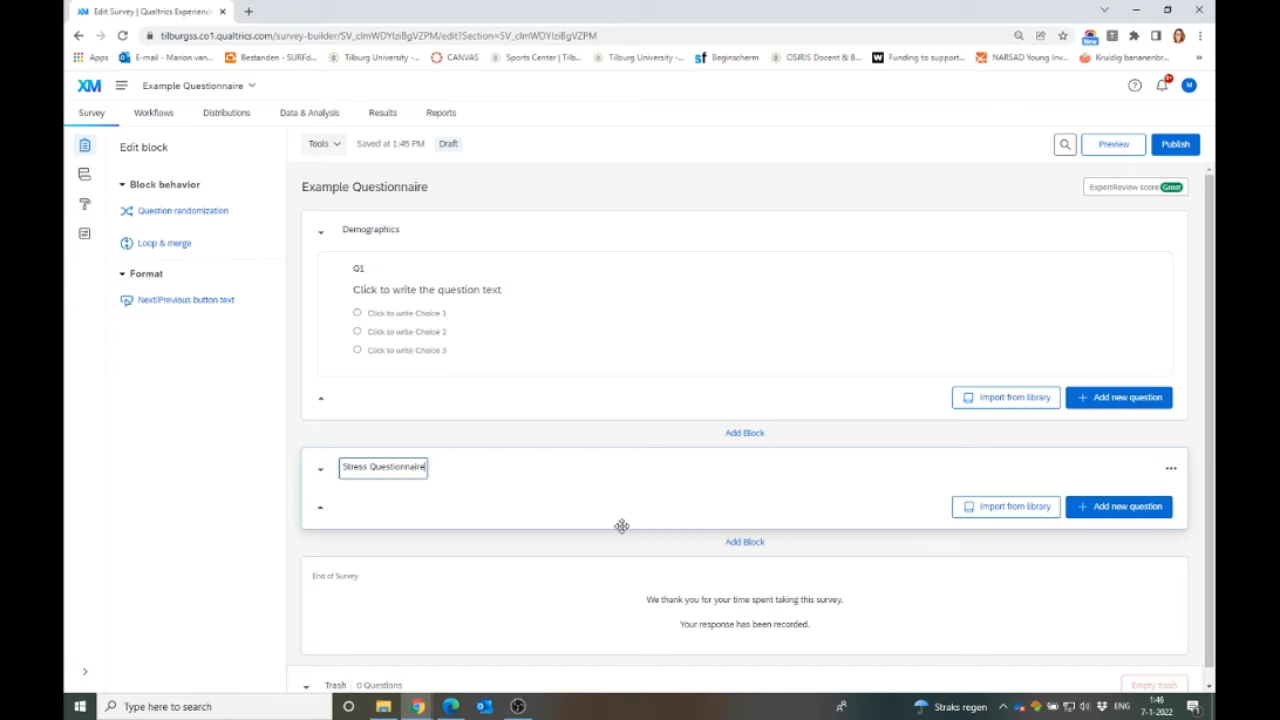 XM Edit Survey | Qualtrics Experienc
tilburgss.co1.qualtrics.com/survey-builder/SV_clmWDYIziBgVZPM/edit?Section=SV_clmWDYIziBgVZPM
New
Apps E-mail - Marion van... Bestanden - SURFd... Tilburg University -... CANVAS Sports Center | Tilb... Tilburg University -... Beginscherm OSIRIS Docent & B... Funding to support... NARSAD Young Inv... Kruidig bananenbr... »
XM Example Questionnaire
M
Survey Workflows Distributions Data & Analysis Results Reports
Edit block
Tools Saved at 1:45 PM Draft
Preview Publish
Block behavior
Question randomization
Loop & merge
Format
Next/Previous button text
Example Questionnaire
ExpertReview score Great
Demographics
Q1
Click to write the question text
Click to write Choice 1
Click to write Choice 2
Click to write Choice 3
Import from library + Add new question
Add Block
Stress Questionnaire
Import from library + Add new question
Add Block
End of Survey
We thank you for your time spent taking this survey.
Your response has been recorded.
Trash 0 Questions
Empty trash
Type here to search
Straks regen
ENG
1:46
7-1-2022